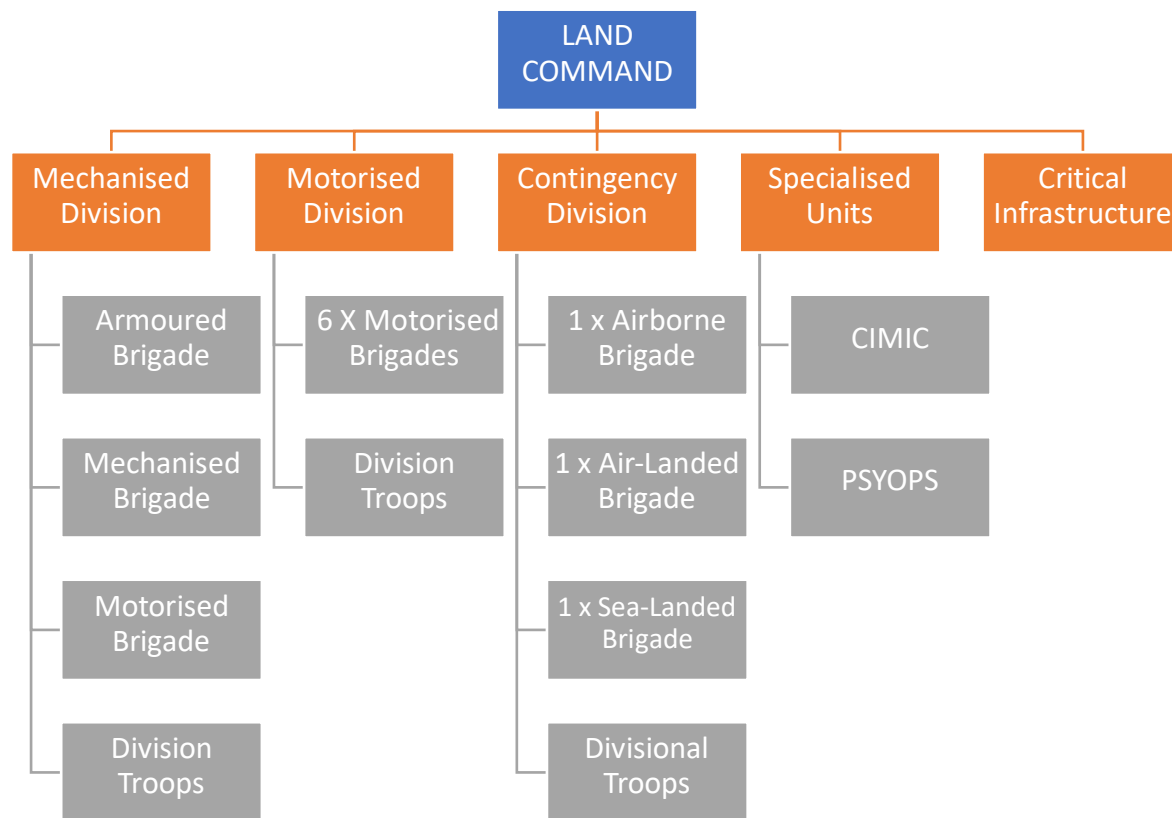 LAND
COMMAND
Mechanised
Division
Motorised
Division
Contingency
Division
Specialised
Units
Critical
Infrastructure
Armoured
Brigade
6 X Motorised
Brigades
1 x Airborne
Brigade
CIMIC
Mechanised
Brigade
Division
Troops
1 x Air-Landed
Brigade
PSYOPS
Motorised
Brigade
1 x Sea-Landed
Brigade
Division
Troops
Divisional
Troops